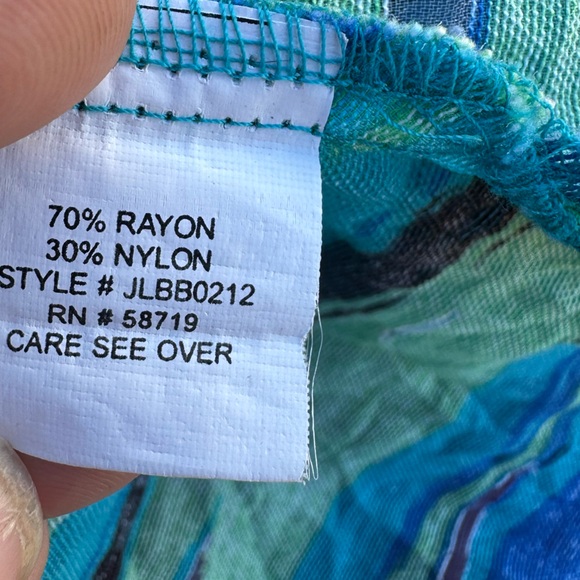 70% RAYON
30% NYLON
STYLE # JLBB0212
RN # 58719
CARE SEE OVER